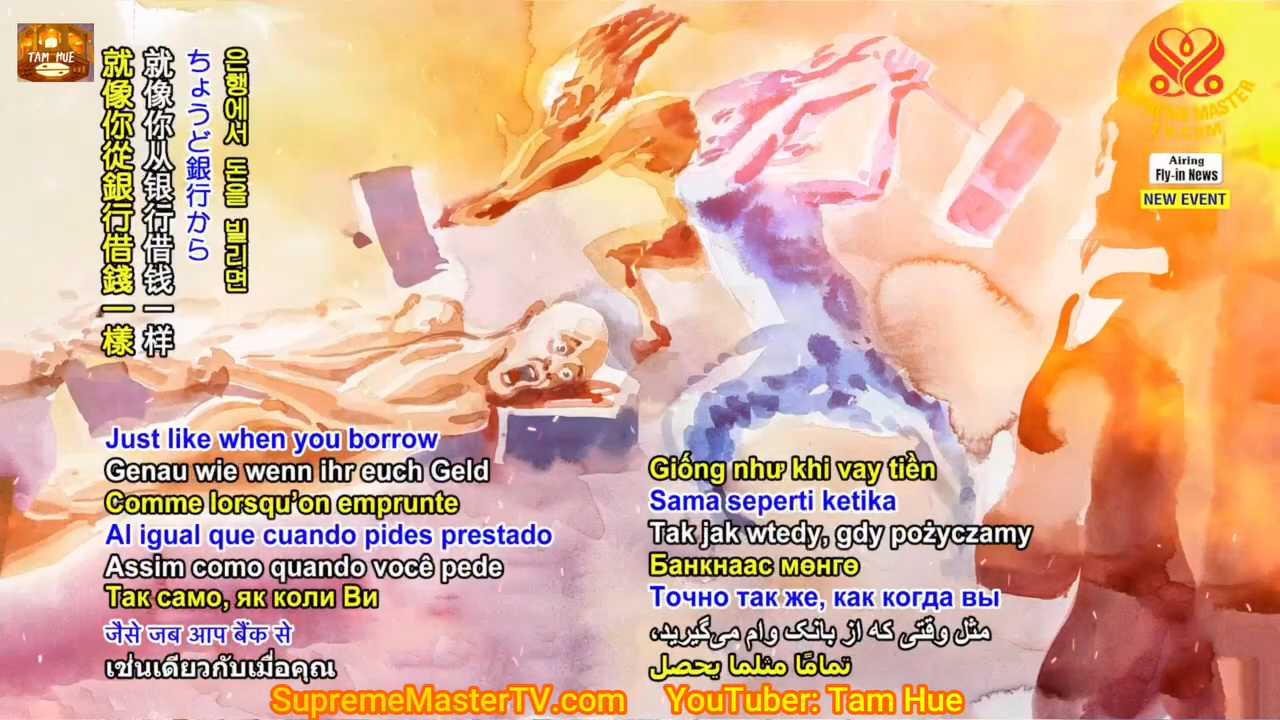 TAM HUE
就像你從銀行借錢一樣
就像你从银行借钱一样
ちょうど銀行から
은행에서 돈을 빌리면
SUPREME MASTER
TV.COM
Airing
Fly-in News
NEW EVENT
Just like when you borrow
Genau wie wenn ihr euch Geld
Comme lorsqu'on emprunte
Al igual que cuando pides prestado
Assim como quando você pede
Так само, як коли Ви
जैसे जब आप बैंक से
เช่นเดียวกับเมื่อคุณ
Giống như khi vay tiền
Sama seperti ketika
Tak jak wtedy, gdy pożyczamy
Банкнаас мөнгө
Точно так же, как когда вы
مثل وقتی که از بانک وام می‌گیرید،
تمامًا مثلما يحصل
SupremeMasterTV.com YouTuber: Tam Hue